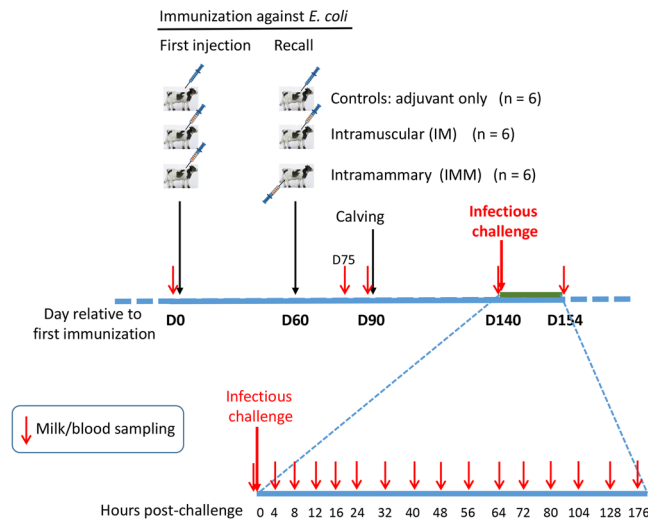 Immunization against E. coli
First injection Recall
Controls: adjuvant only (n = 6)
Intramuscular (IM) (n = 6)
Intramammary (IMM) (n = 6)
Calving
Infectious
challenge
D75
Day relative to
first immunization
D0 D60 D90 D140 D154
Infectious
challenge
Milk/blood sampling
Hours post-challenge 0 4 8 12 16 24 32 40 48 56 64 72 80 104 128 176